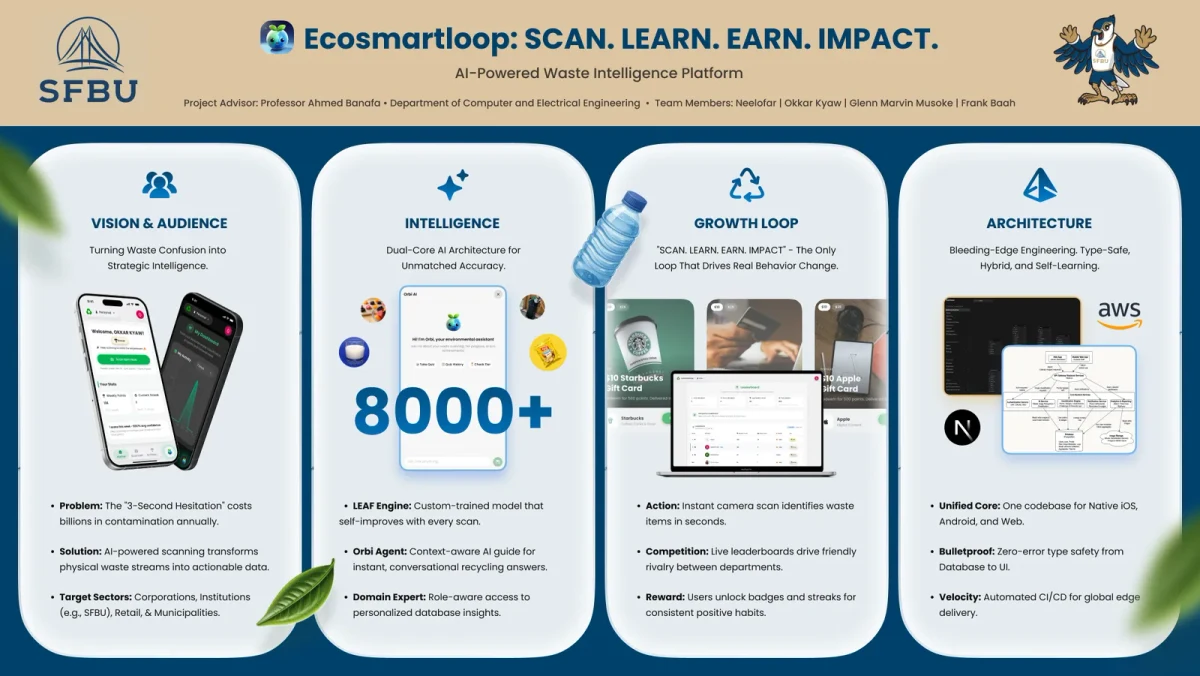 SFBU
Ecosmartloop: SCAN. LEARN. EARN. IMPACT.
AI-Powered Waste Intelligence Platform
Project Advisor: Professor Ahmed Banafa • Department of Computer and Electrical Engineering • Team Members: Neelofar | Okkar Kyaw | Glenn Marvin Musoke | Frank Baah
SFBU
VISION & AUDIENCE
Turning Waste Confusion into
Strategic Intelligence.
Welcome, OKKAR KYAW!
Your Stats
My Dashboard
• Problem: The "3-Second Hesitation" costs
billions in contamination annually.
• Solution: AI-powered scanning transforms
physical waste streams into actionable data.
• Target Sectors: Corporations, Institutions
(e.g., SFBU), Retail, & Municipalities.
INTELLIGENCE
Dual-Core AI Architecture for
Unmatched Accuracy.
Orbi AI
Hi! I'm Orbi, your environmental assistant
8000+
• LEAF Engine: Custom-trained model that
self-improves with every scan.
• Orbi Agent: Context-aware AI guide for
instant, conversational recycling answers.
• Domain Expert: Role-aware access to
personalized database insights.
GROWTH LOOP
"SCAN. LEARN. EARN. IMPACT" - The Only
Loop That Drives Real Behavior Change.
$10 Starbucks
Gift Card
Starbucks
$10 Apple
Gift Card
Apple
• Action: Instant camera scan identifies waste
items in seconds.
• Competition: Live leaderboards drive friendly
rivalry between departments.
• Reward: Users unlock badges and streaks for
consistent positive habits.
ARCHITECTURE
Bleeding-Edge Engineering. Type-Safe,
Hybrid, and Self-Learning.
aws
N
• Unified Core: One codebase for Native iOS,
Android, and Web.
• Bulletproof: Zero-error type safety from
Database to UI.
• Velocity: Automated CI/CD for global edge
delivery.